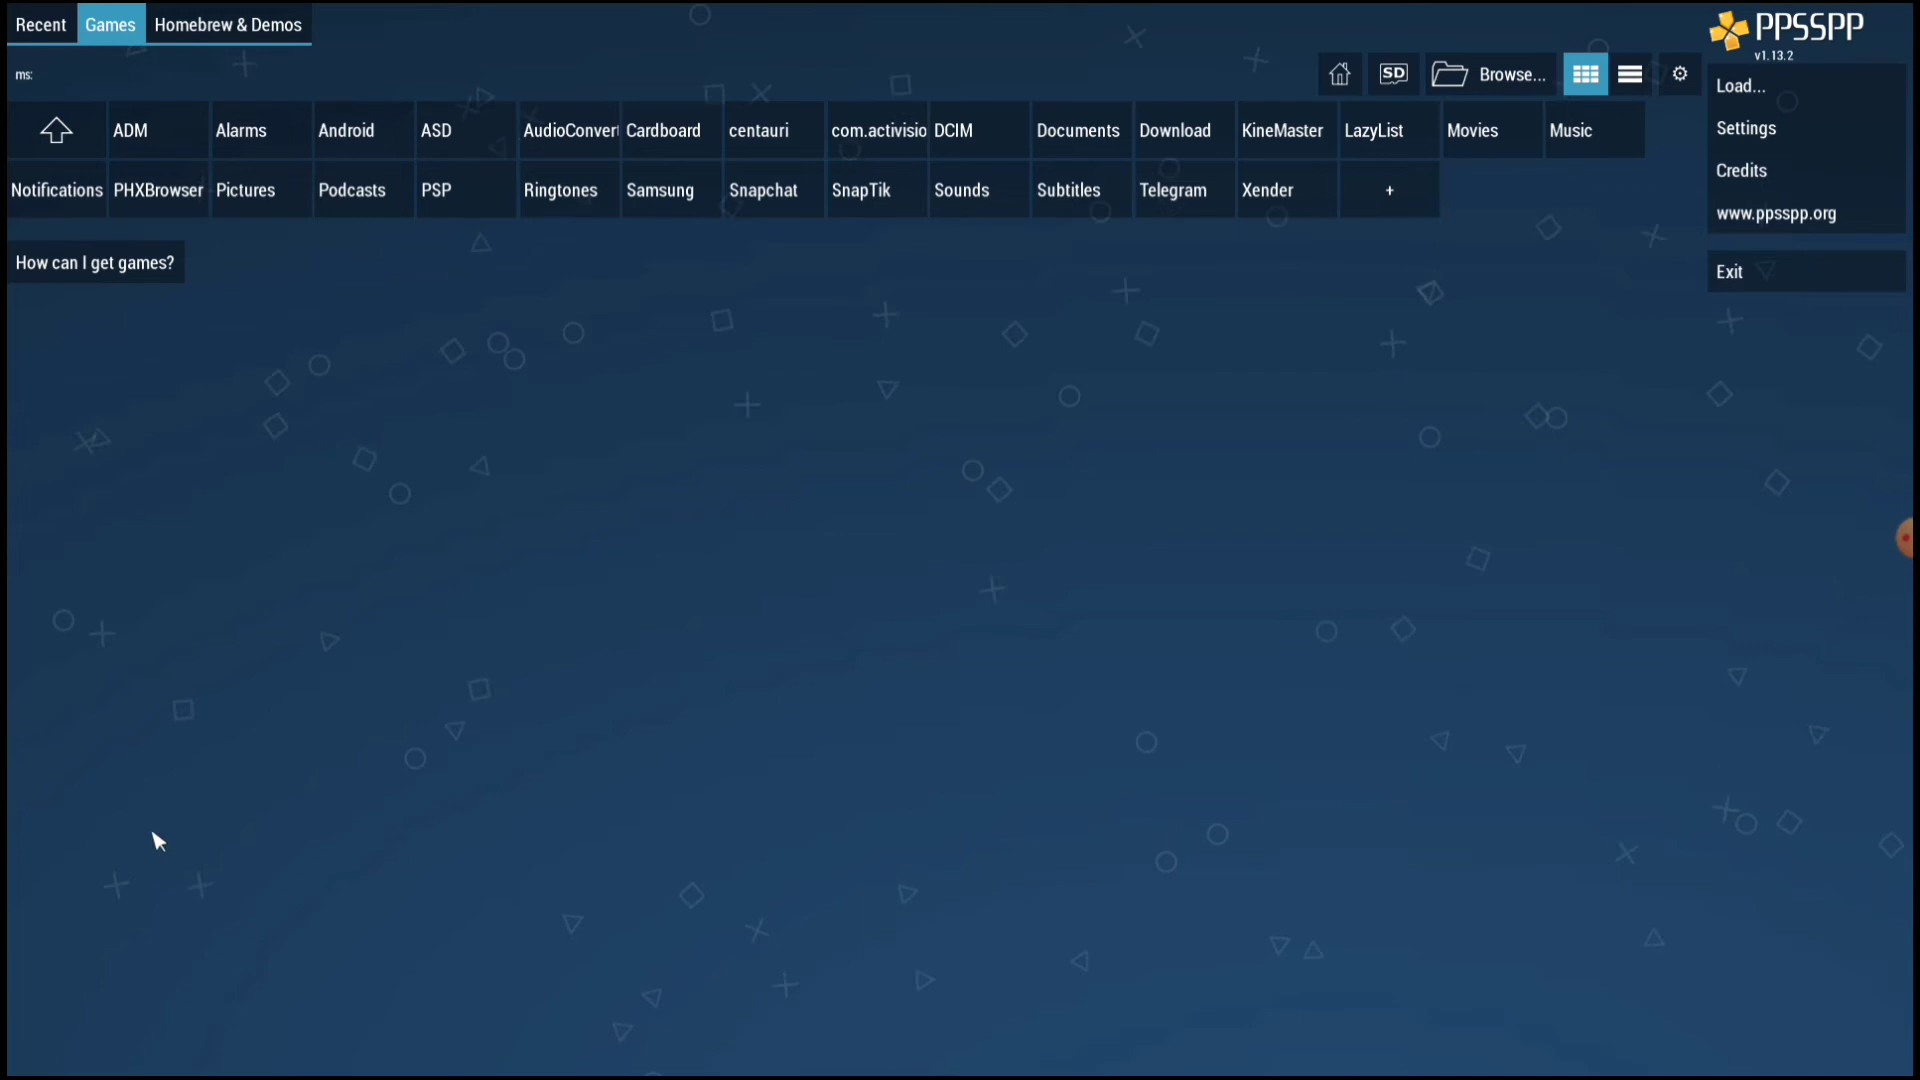 Recent Games Homebrew & Demos
PPSSPP
v1.13.2
ms:
SD Browse...
Load...
ADM Alarms Android ASD AudioConvert Cardboard centauri com.activisio DCIM Documents Download KineMaster LazyList Movies Music
Settings
Credits
Notifications PHXBrowser Pictures Podcasts PSP Ringtones Samsung Snapchat SnapTik Sounds Subtitles Telegram Xender +
www.ppsspp.org
How can I get games?
Exit